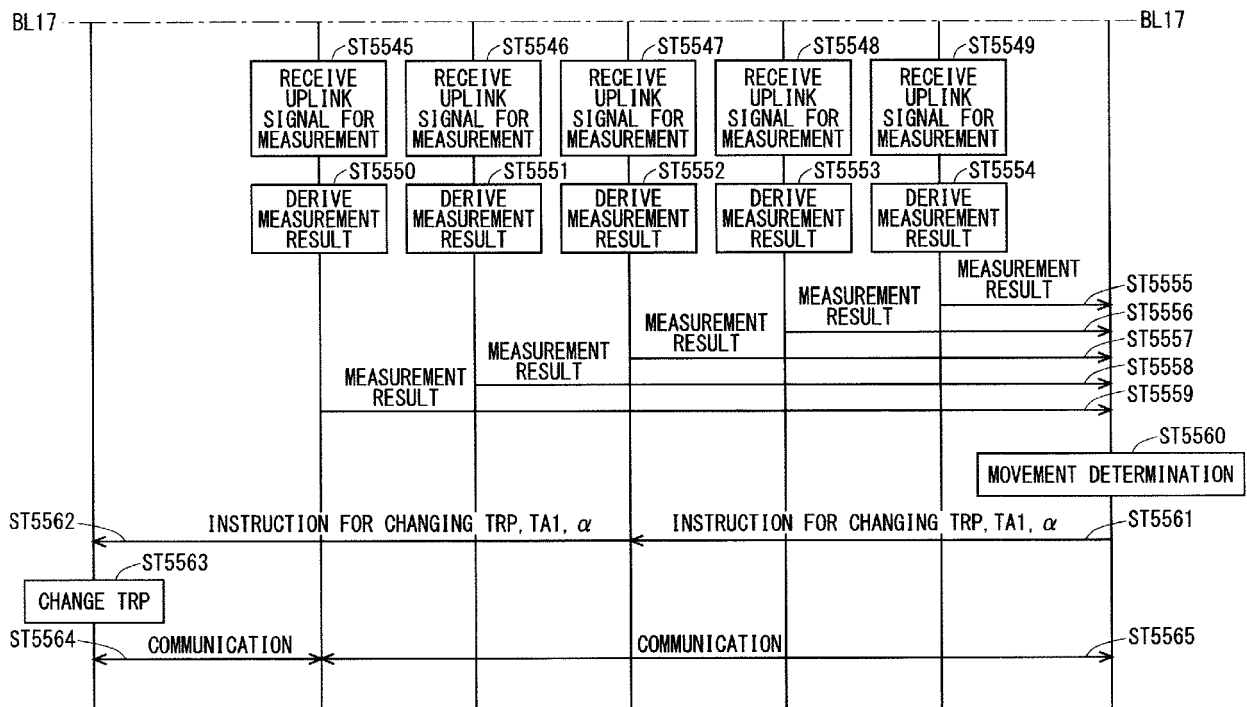 BL17 BL17
ST5545 ST5546 ST5547 ST5548 ST5549
RECEIVE RECEIVE RECEIVE RECEIVE RECEIVE
UPLINK UPLINK UPLINK UPLINK UPLINK
SIGNAL FOR SIGNAL FOR SIGNAL FOR SIGNAL FOR SIGNAL FOR
MEASUREMENT MEASUREMENT MEASUREMENT MEASUREMENT MEASUREMENT
ST5550 ST5551 ST5552 ST5553 ST5554
DERIVE DERIVE DERIVE DERIVE DERIVE
MEASUREMENT MEASUREMENT MEASUREMENT MEASUREMENT MEASUREMENT
RESULT RESULT RESULT RESULT RESULT
MEASUREMENT
RESULT
ST5555
MEASUREMENT
RESULT
ST5556
MEASUREMENT
RESULT
ST5557
MEASUREMENT
RESULT
ST5558
MEASUREMENT
RESULT
ST5559
ST5560
MOVEMENT DETERMINATION
ST5562 INSTRUCTION FOR CHANGING TRP, TA1, α INSTRUCTION FOR CHANGING TRP, TA1, α ST5561
ST5563
CHANGE TRP
ST5564 COMMUNICATION COMMUNICATION ST5565